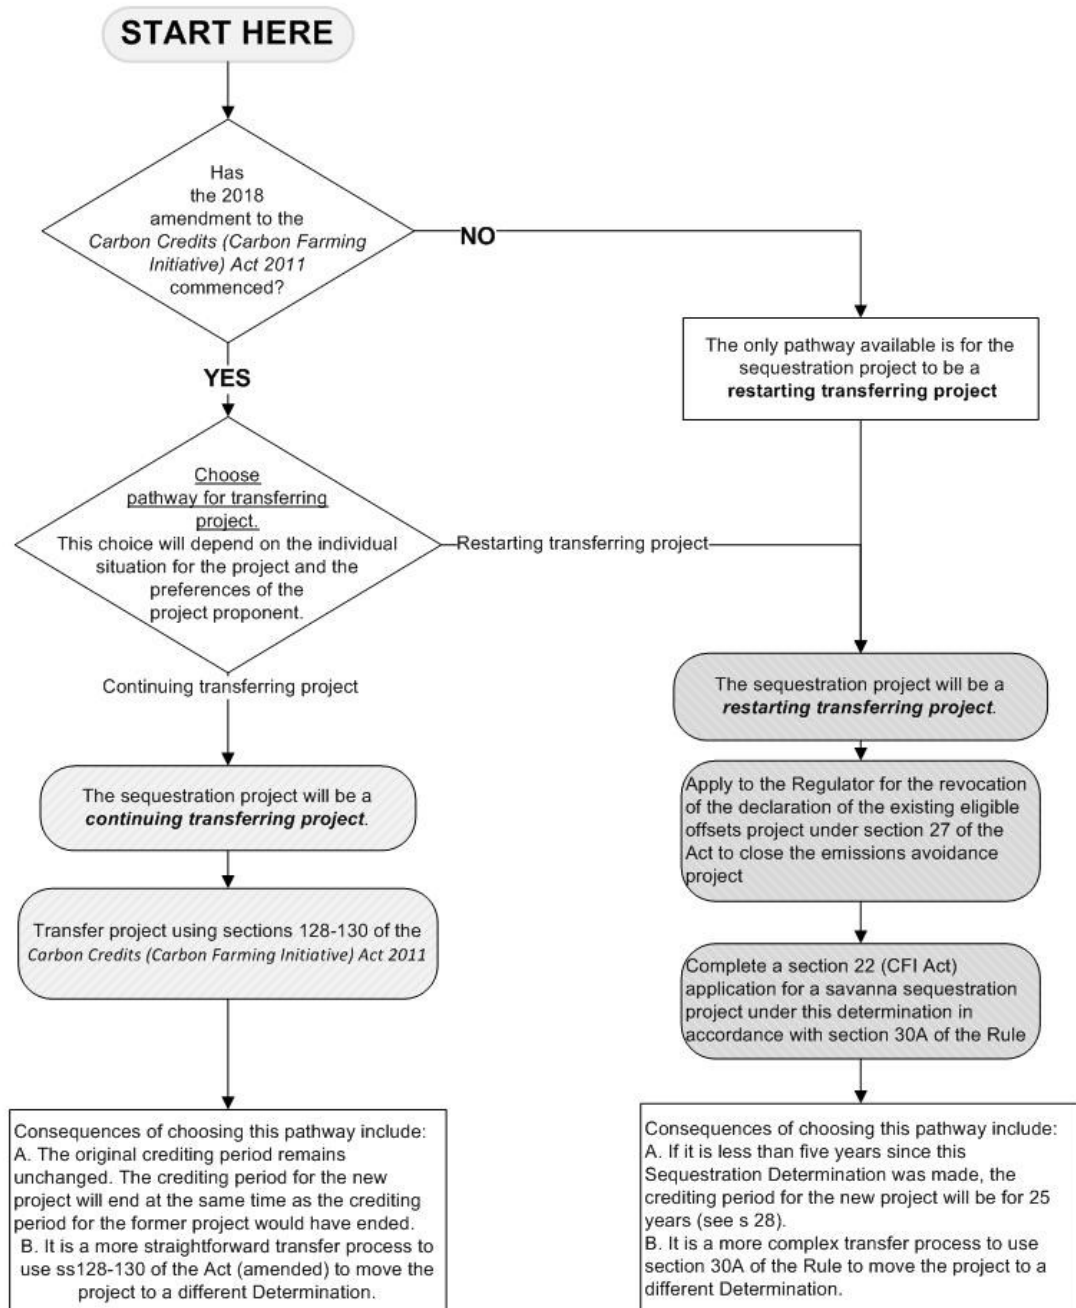 START HERE
Has
the 2018
amendment to the
Carbon Credits (Carbon Farming
Initiative) Act 2011
commenced?
NO
YES
The only pathway available is for the
sequestration project to be a
restarting transferring project
Choose
pathway for transferring
project.
This choice will depend on the individual
situation for the project and the
preferences of the
project proponent.
Restarting transferring project
Continuing transferring project
The sequestration project will be a
restarting transferring project.
The sequestration project will be a
continuing transferring project.
Apply to the Regulator for the revocation
of the declaration of the existing eligible
offsets project under section 27 of the
Act to close the emissions avoidance
project
Transfer project using sections 128-130 of the
Carbon Credits (Carbon Farming Initiative) Act 2011
Complete a section 22 (CFI Act)
application for a savanna sequestration
project under this determination in
accordance with section 30A of the Rule
Consequences of choosing this pathway include:
A. The original crediting period remains
unchanged. The crediting period for the new
project will end at the same time as the crediting
period for the former project would have ended.
B. It is a more straightforward transfer process to
use ss128-130 of the Act (amended) to move the
project to a different Determination.
Consequences of choosing this pathway include:
A. If it is less than five years since this
Sequestration Determination was made, the
crediting period for the new project will be for 25
years (see s 28).
B. It is a more complex transfer process to use
section 30A of the Rule to move the project to a
different Determination.